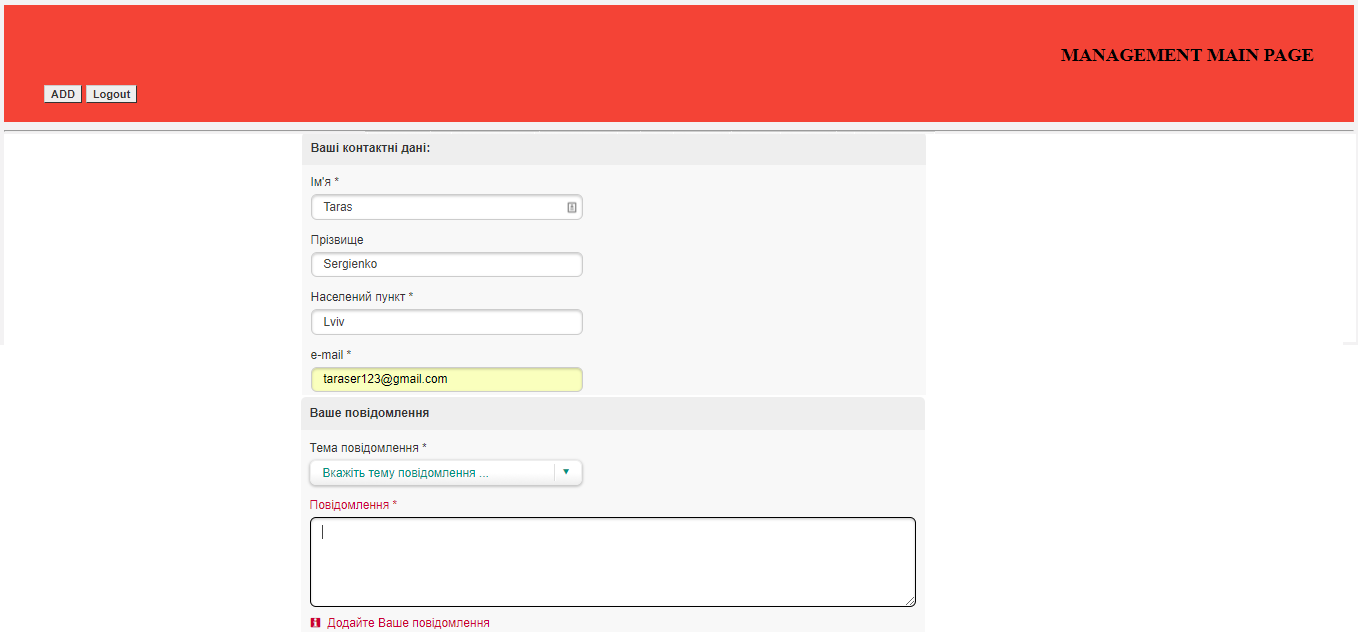 MANAGEMENT MAIN PAGE
ADD Logout
Ваші контактні дані:
Ім'я *
Taras
Прізвище
Sergienko
Населений пункт *
Lviv
e-mail *
taraser123@gmail.com
Ваше повідомлення
Тема повідомлення *
Вкажіть тему повідомлення ...
Повідомлення *
Додайте Ваше повідомлення